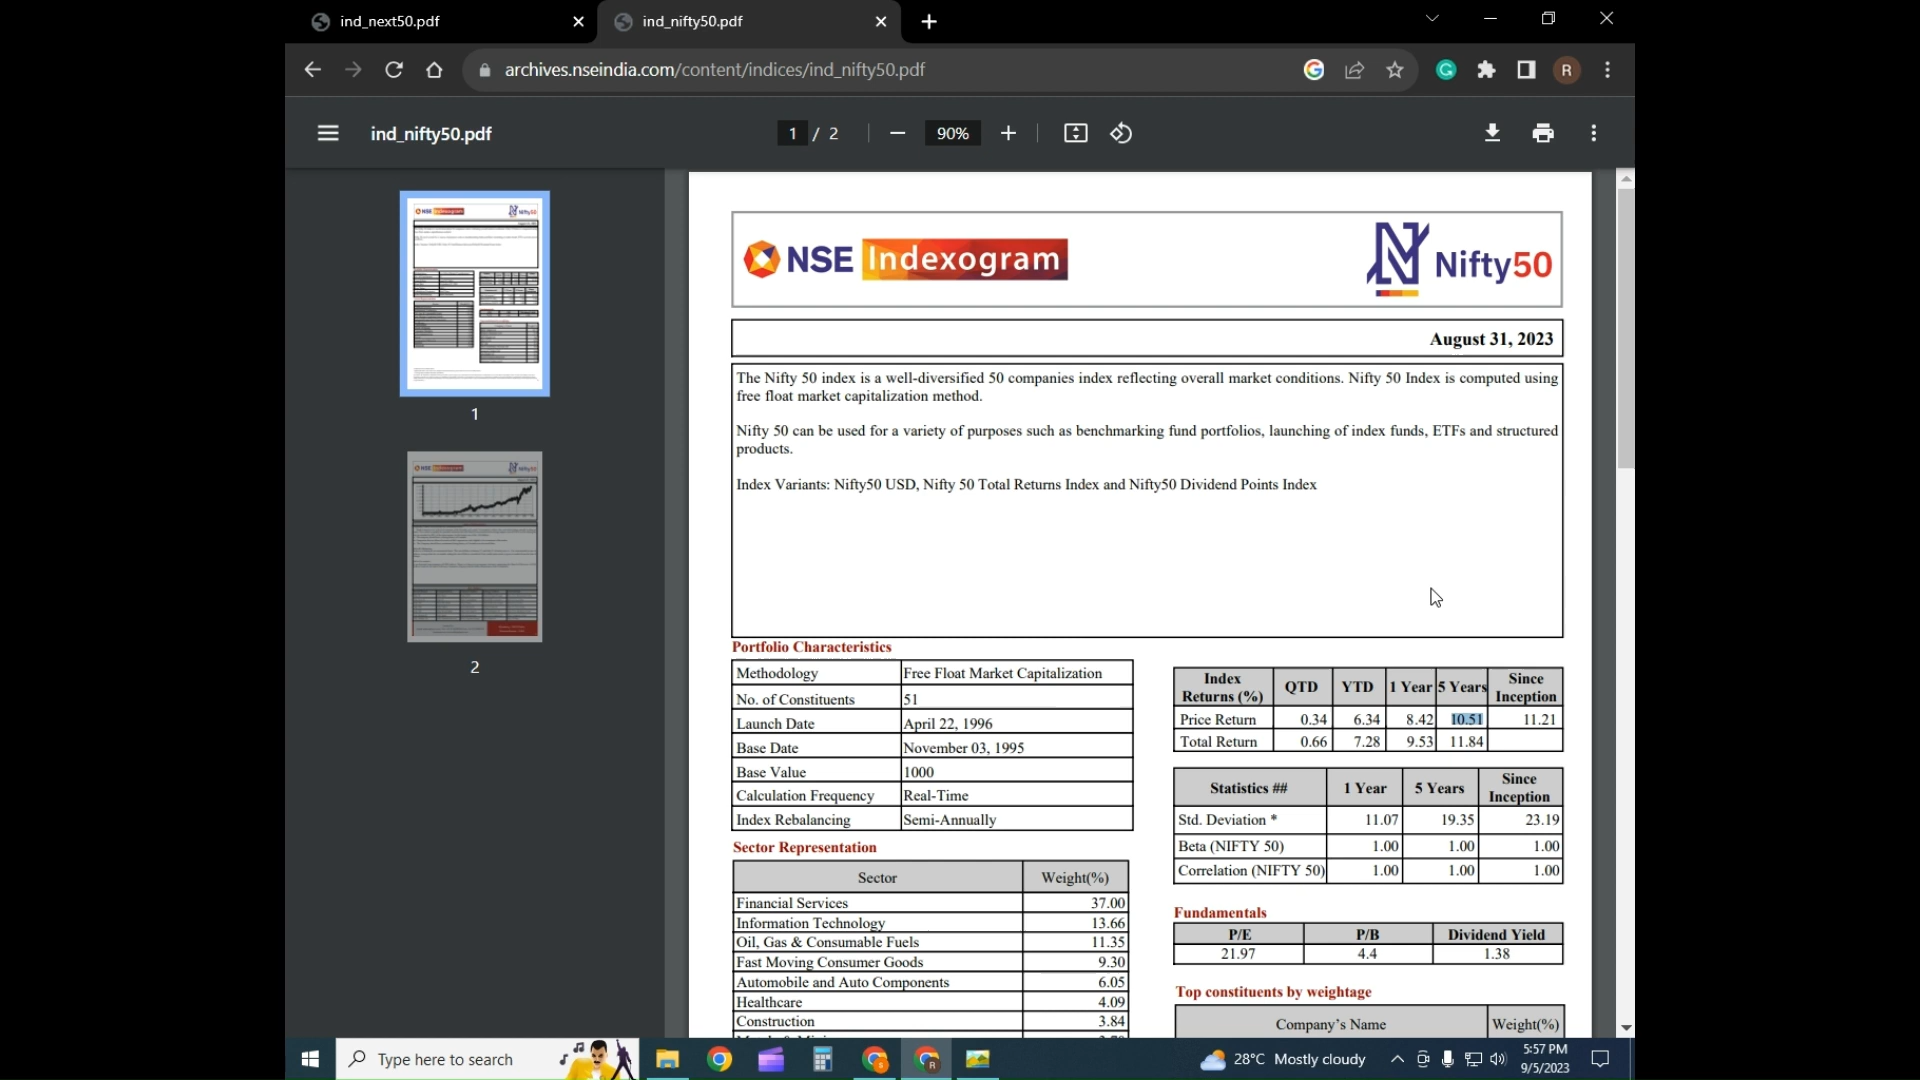 ind_next50.pdf
ind_nifty50.pdf
archives.nseindia.com/content/indices/ind_nifty50.pdf
R
ind_nifty50.pdf
1 / 2
90%
1
2
NSE Indexogram
Nifty50
August 31, 2023
The Nifty 50 index is a well-diversified 50 companies index reflecting overall market conditions. Nifty 50 Index is computed using
free float market capitalization method.
Nifty 50 can be used for a variety of purposes such as benchmarking fund portfolios, launching of index funds, ETFs and structured
products.
Index Variants: Nifty50 USD, Nifty 50 Total Returns Index and Nifty50 Dividend Points Index
Portfolio Characteristics
Methodology Free Float Market Capitalization
No. of Constituents 51
Launch Date April 22, 1996
Base Date November 03, 1995
Base Value 1000
Calculation Frequency Real-Time
Index Rebalancing Semi-Annually
Sector Representation
Sector Weight(%)
Financial Services 37.00
Information Technology 13.66
Oil, Gas & Consumable Fuels 11.35
Fast Moving Consumer Goods 9.30
Automobile and Auto Components 6.05
Healthcare 4.09
Construction 3.84
Index Returns (%) QTD YTD 1 Year 5 Years Since Inception
Price Return 0.34 6.34 8.42 10.51 11.21
Total Return 0.66 7.28 9.53 11.84
Statistics ## 1 Year 5 Years Since Inception
Std. Deviation * 11.07 19.35 23.19
Beta (NIFTY 50) 1.00 1.00 1.00
Correlation (NIFTY 50) 1.00 1.00 1.00
Fundamentals
P/E P/B Dividend Yield
21.97 4.4 1.38
Top constituents by weightage
Company's Name Weight(%)
Type here to search
28°C Mostly cloudy
5:57 PM
9/5/2023